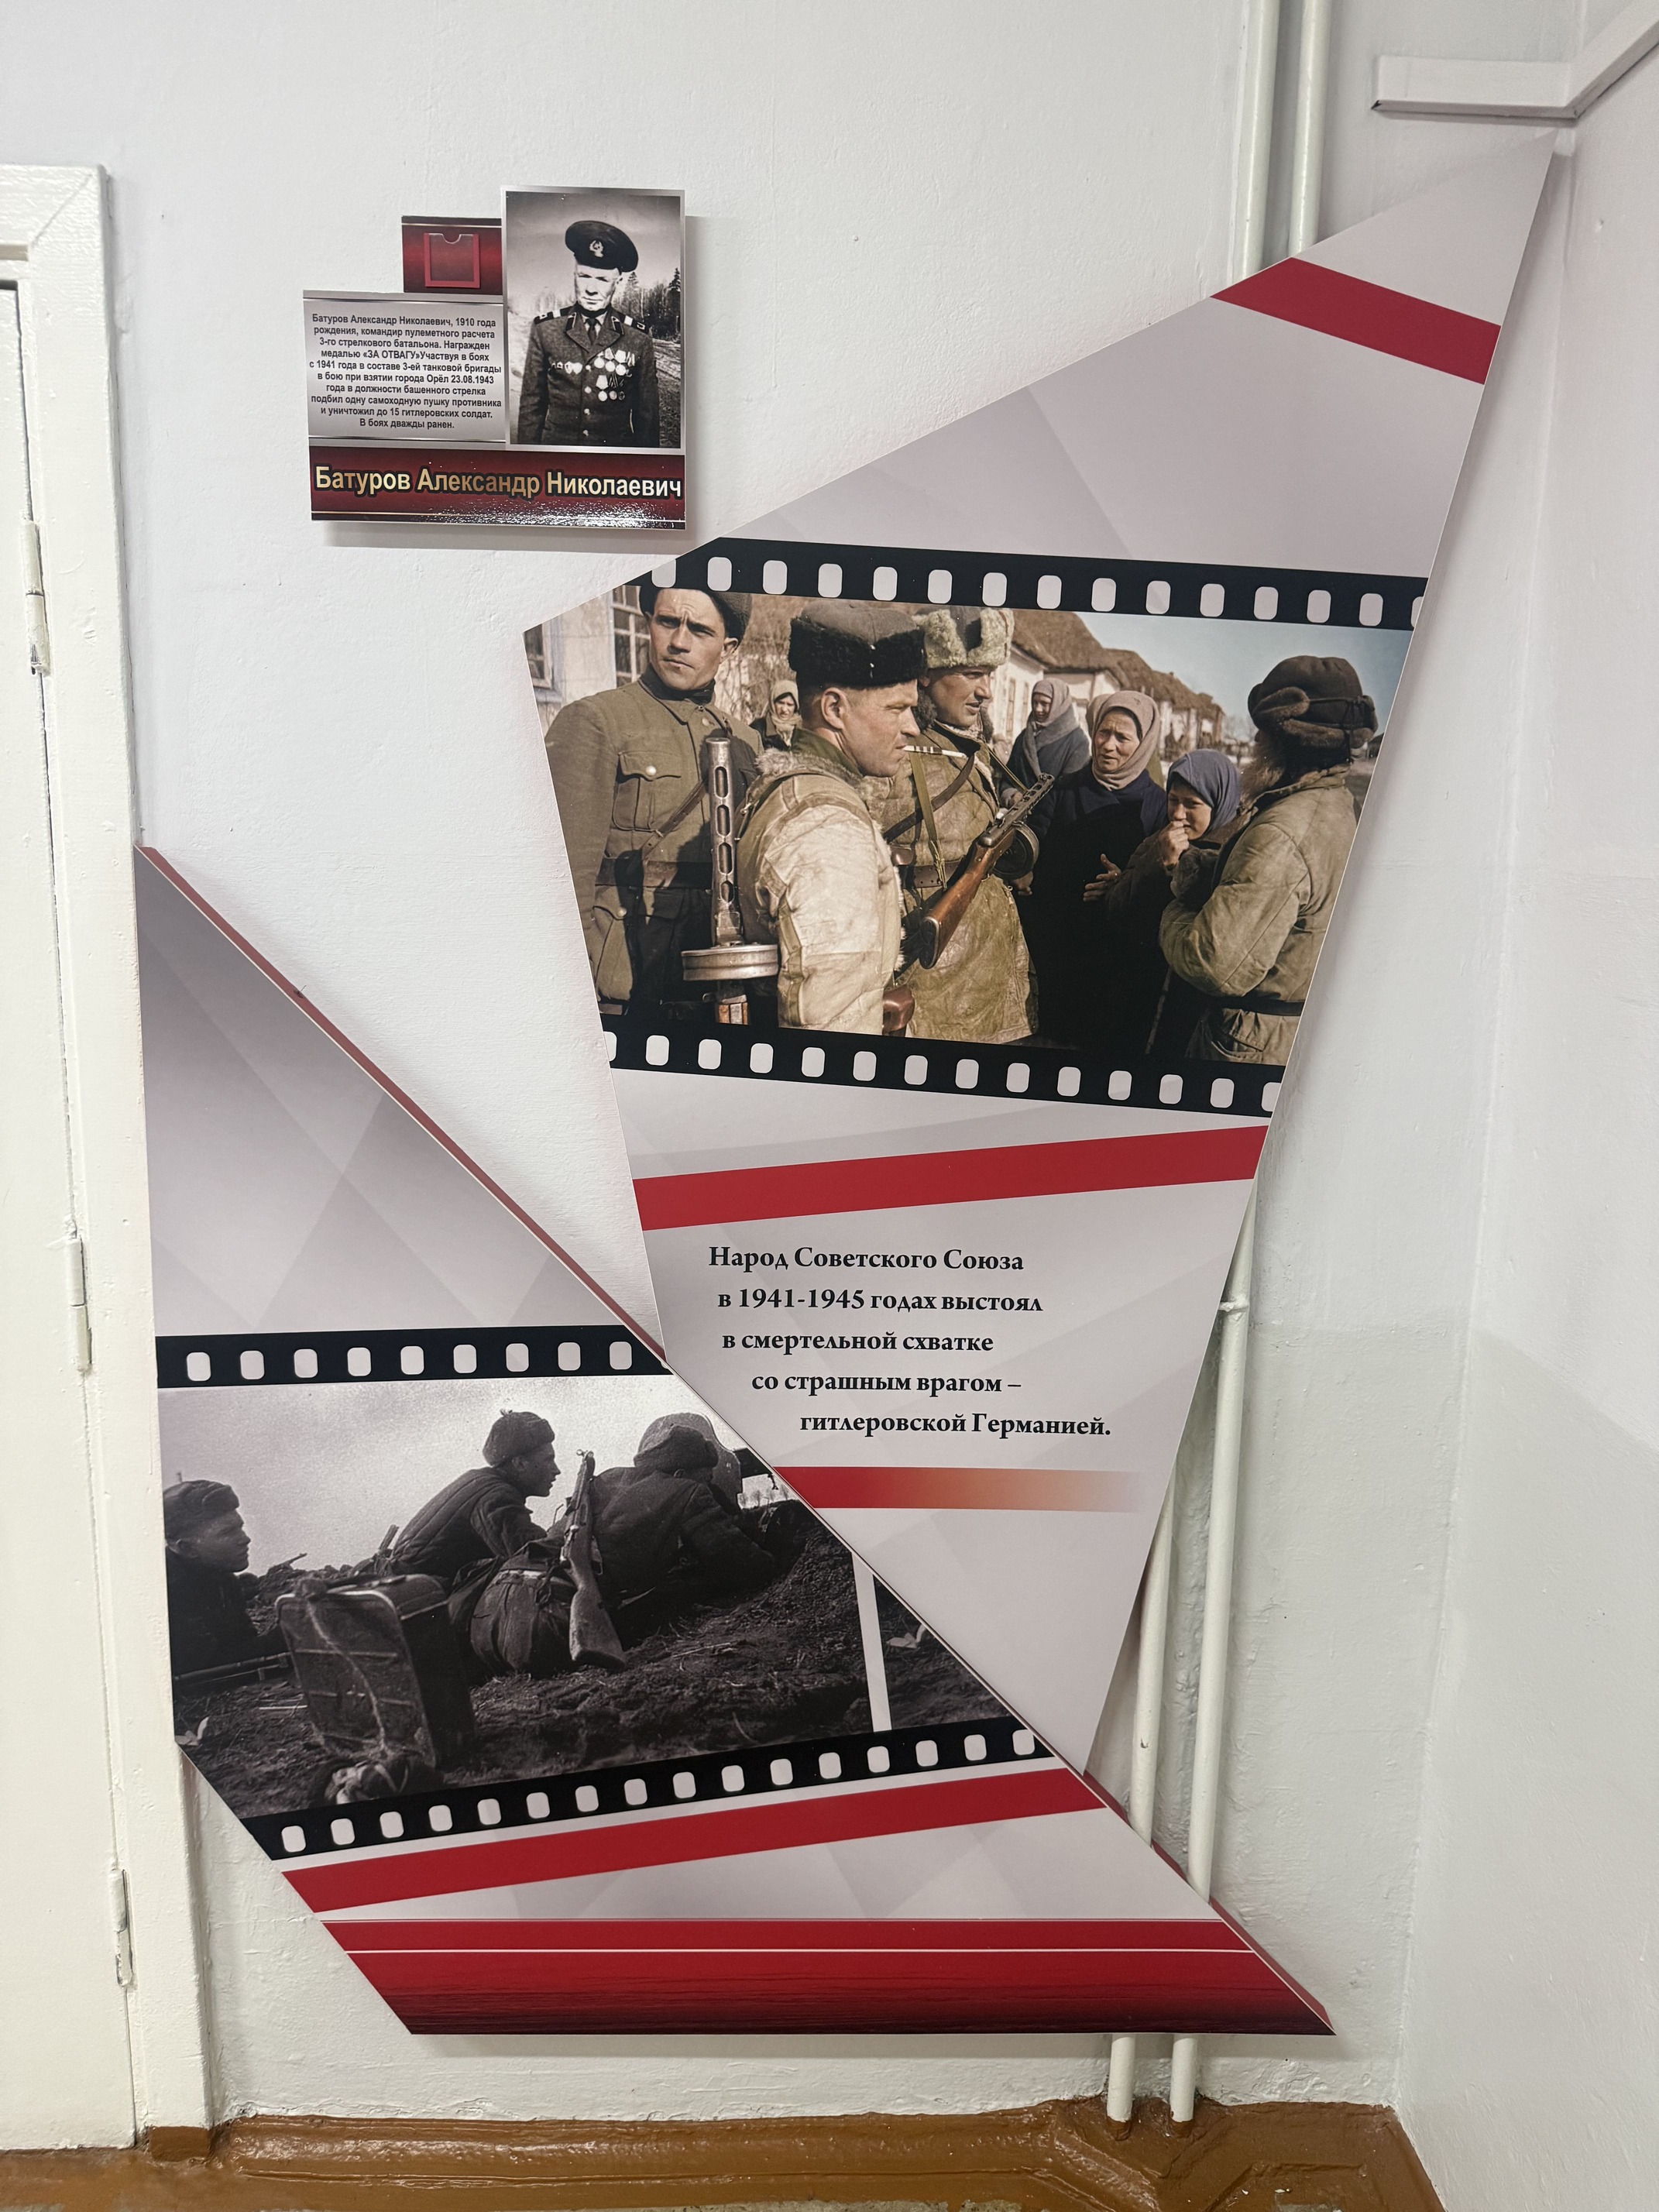 Батуров Александр Николаевич, 1910 года
рождения, командир пулеметного расчета
3-го стрелкового батальона. Награжден
медалью «ЗА ОТВАГУ»Участвуя в боях
с 1941 года в составе 3-ей танковой бригады
в бою при взятии города Орёл 23.08.1943
года в должности башенного стрелка
подбил одну самоходную пушку противника
и уничтожил до 15 гитлеровских солдат.
В боях дважды ранен.
Батуров Александр Николаевич
Народ Советского Союза
в 1941-1945 годах выстоял
в смертельной схватке
со страшным врагом –
гитлеровской Германией.